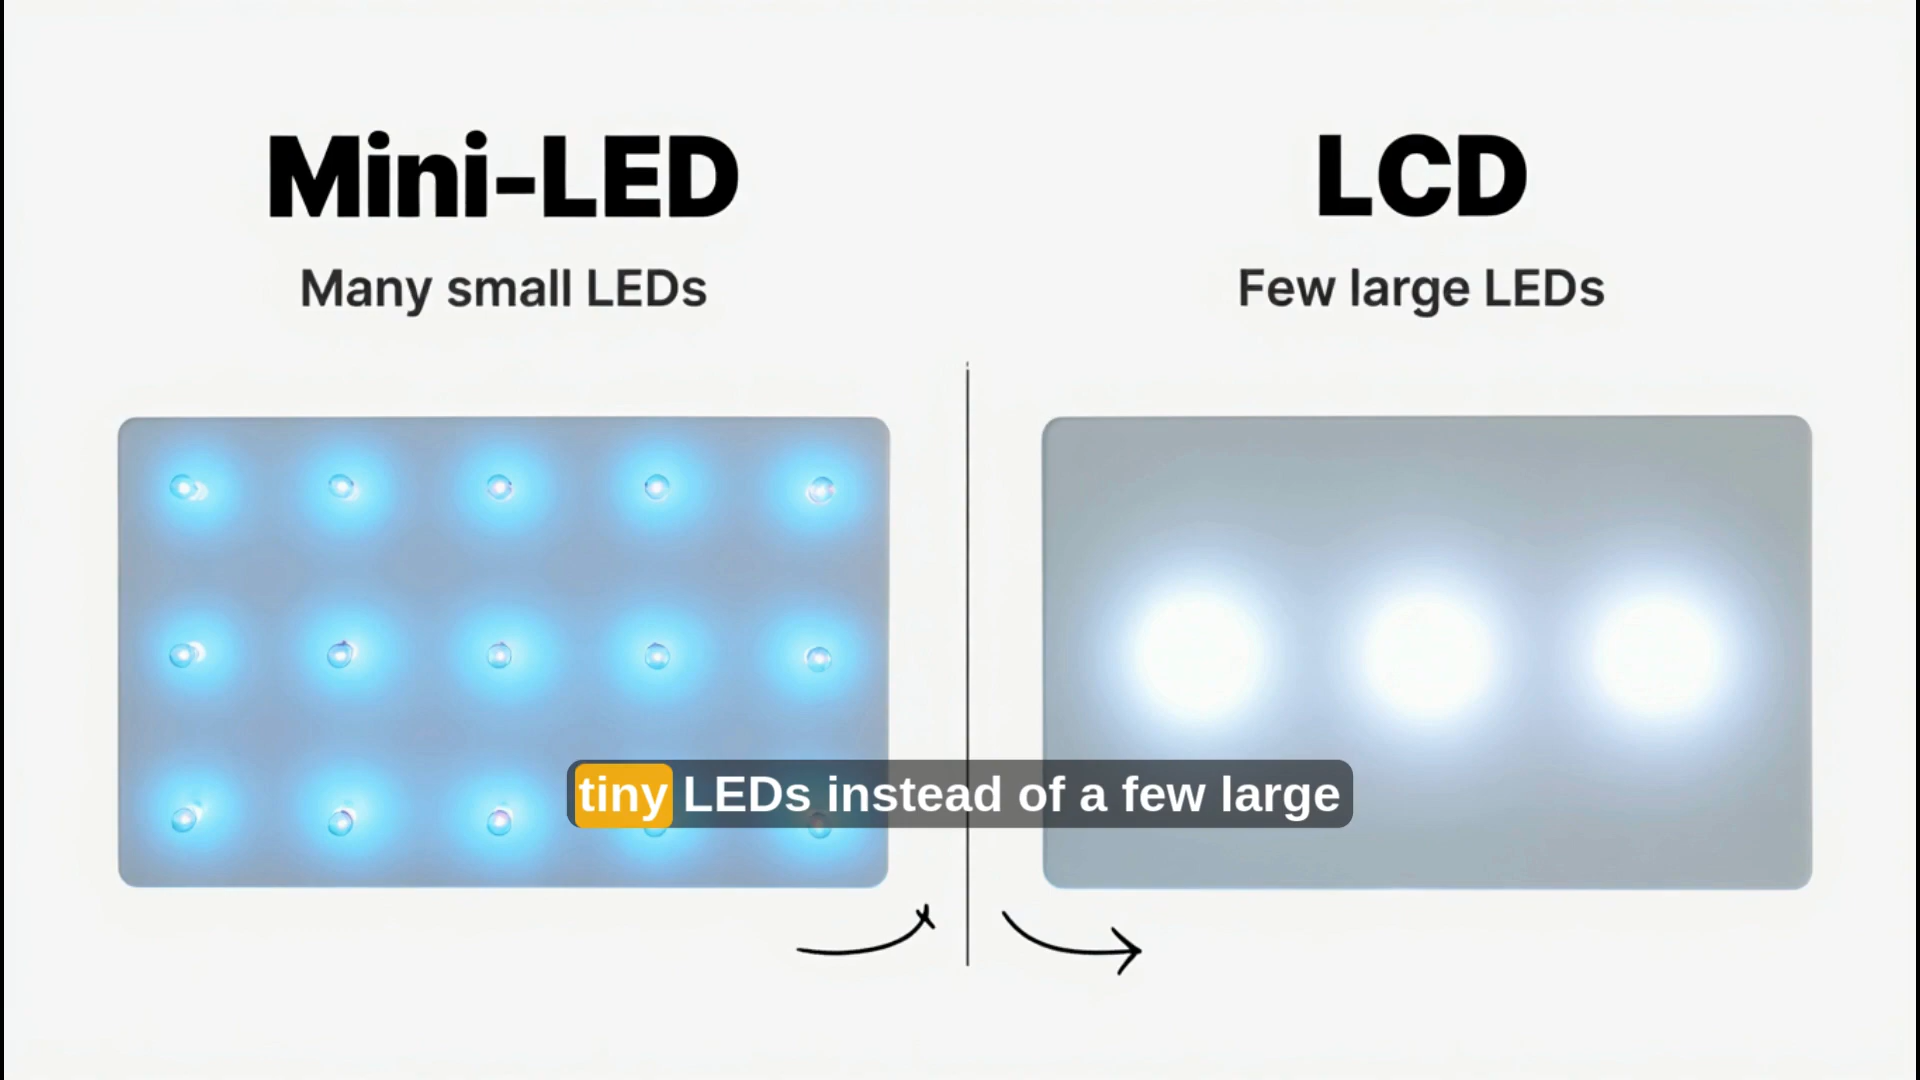 Mini-LED
Many small LEDs
LCD
Few large LEDs
tiny LEDs instead of a few large